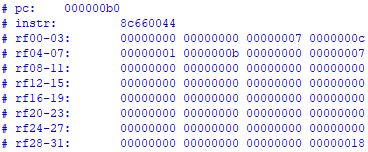 # pc: 000000b0
# instr: 8c660044
# rf00-03: 00000000 00000000 00000007 0000000c
# rf04-07: 00000001 0000000b 00000000 00000007
# rf08-11: 00000000 00000000 00000000 00000000
# rf12-15: 00000000 00000000 00000000 00000000
# rf16-19: 00000000 00000000 00000000 00000000
# rf20-23: 00000000 00000000 00000000 00000000
# rf24-27: 00000000 00000000 00000000 00000000
# rf28-31: 00000000 00000000 00000000 00000018